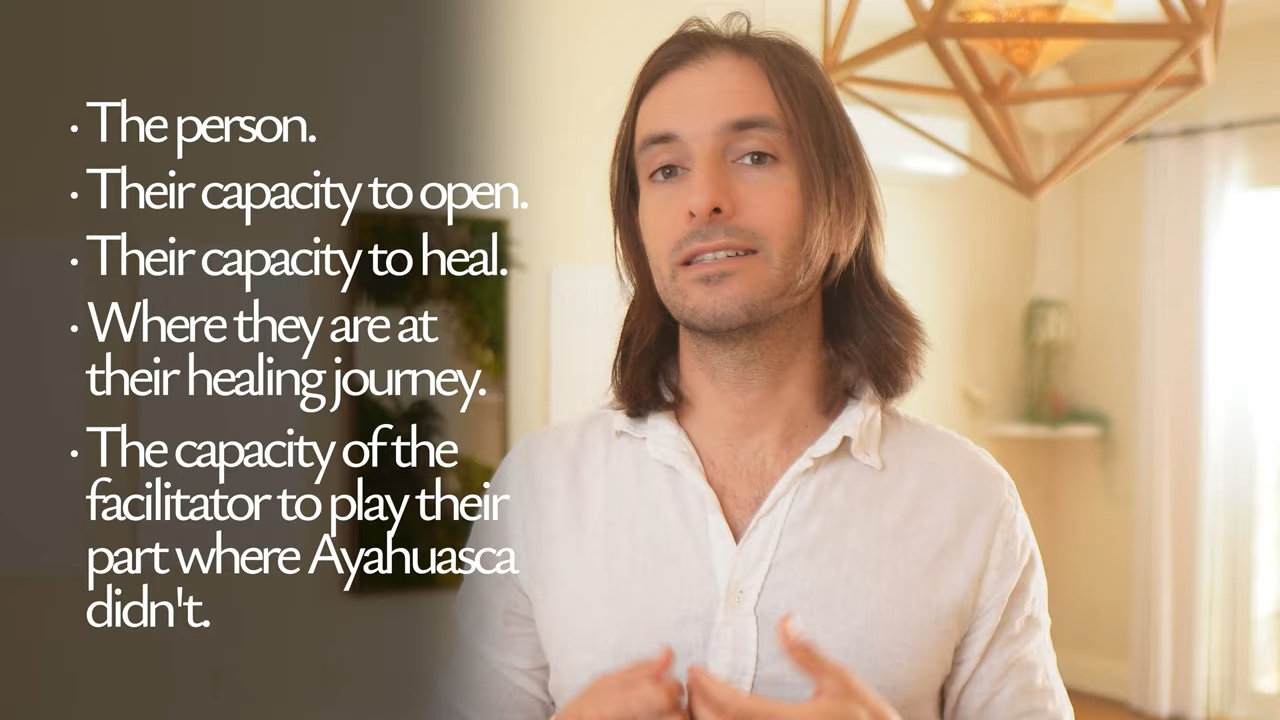 · The person.
· Their capacity to open.
· Their capacity to heal.
· Where they are at
their healing journey.
· The capacity of the
facilitator to play their
part where Ayahuasca
didn't.